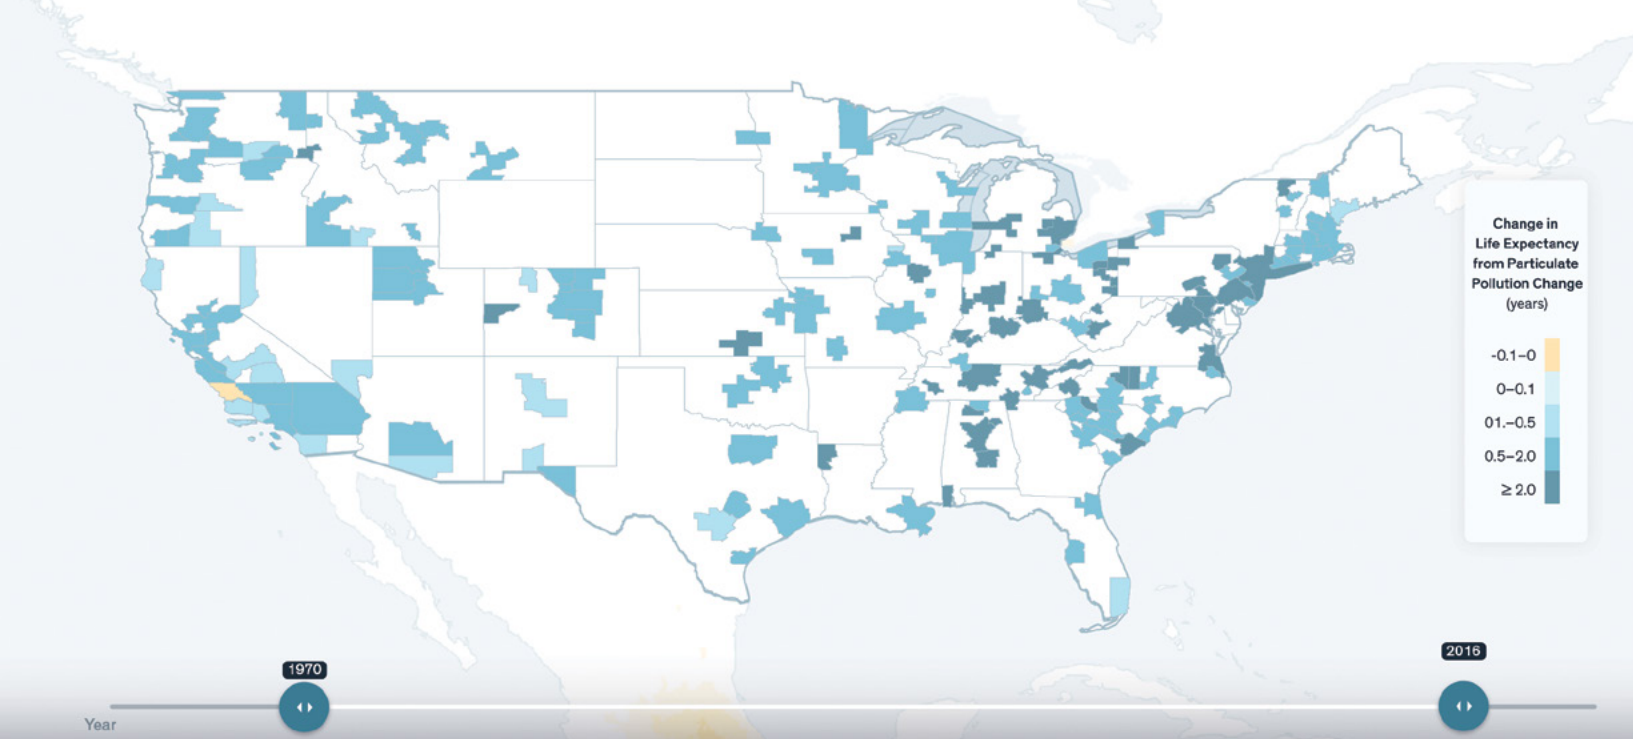 Change in
Life Expectancy
from Particulate
Pollution Change
(years)
-0.1–0
0–0.1
01.–0.5
0.5–2.0
≥ 2.0
1970
2016
Year